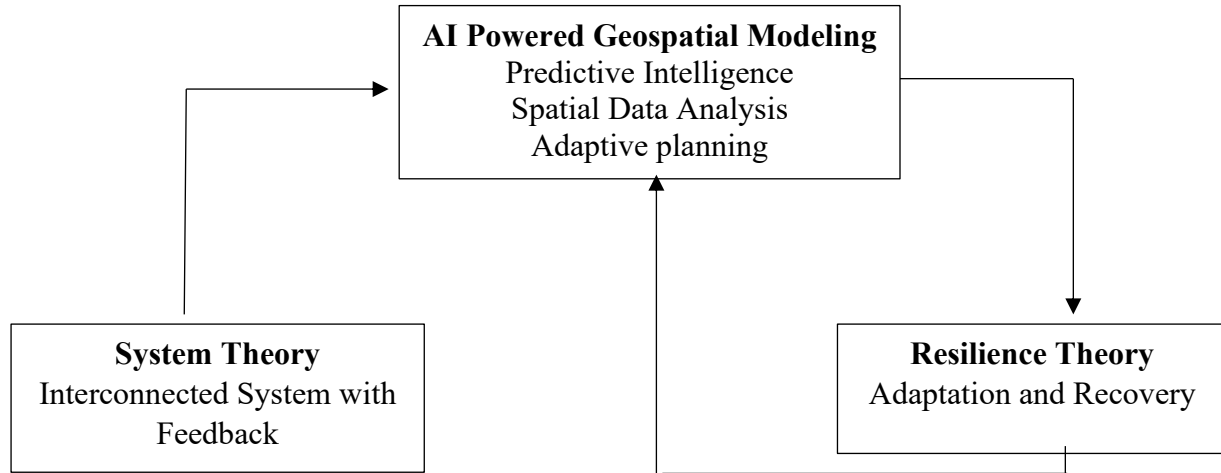 AI Powered Geospatial Modeling
Predictive Intelligence
Spatial Data Analysis
Adaptive planning
System Theory
Interconnected System with
Feedback
Resilience Theory
Adaptation and Recovery